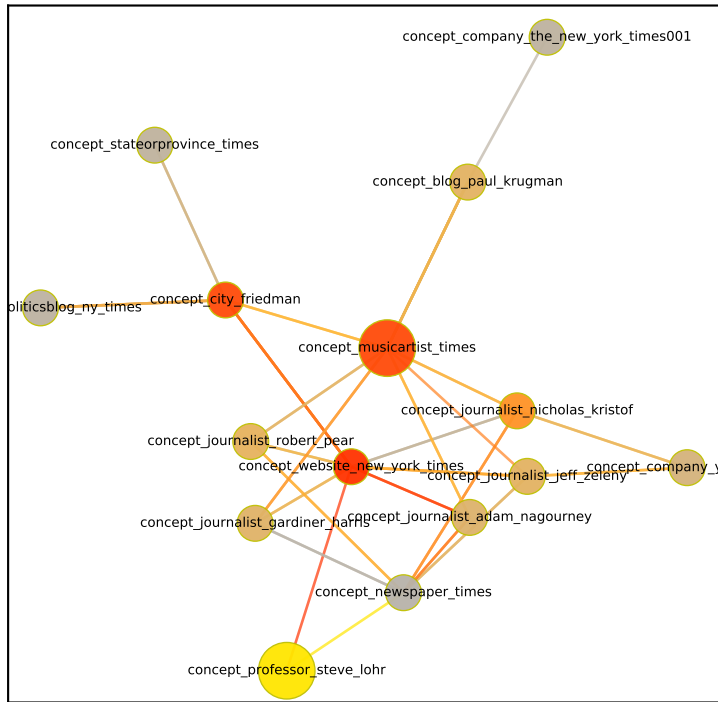 concept_company_the_new_york_times001
concept_stateorprovince_times
concept_blog_paul_krugman
concept_city_friedman
oliticsblog_ny_times
concept_musicartist_times
concept_journalist_nicholas_kristof
concept_journalist_robert_pear
concept_website_new_york_times
concept_company_y
concept_journalist_jeff_zeleny
concept_journalist_gardiner_harris
concept_journalist_adam_nagourney
concept_newspaper_times
concept_professor_steve_lohr